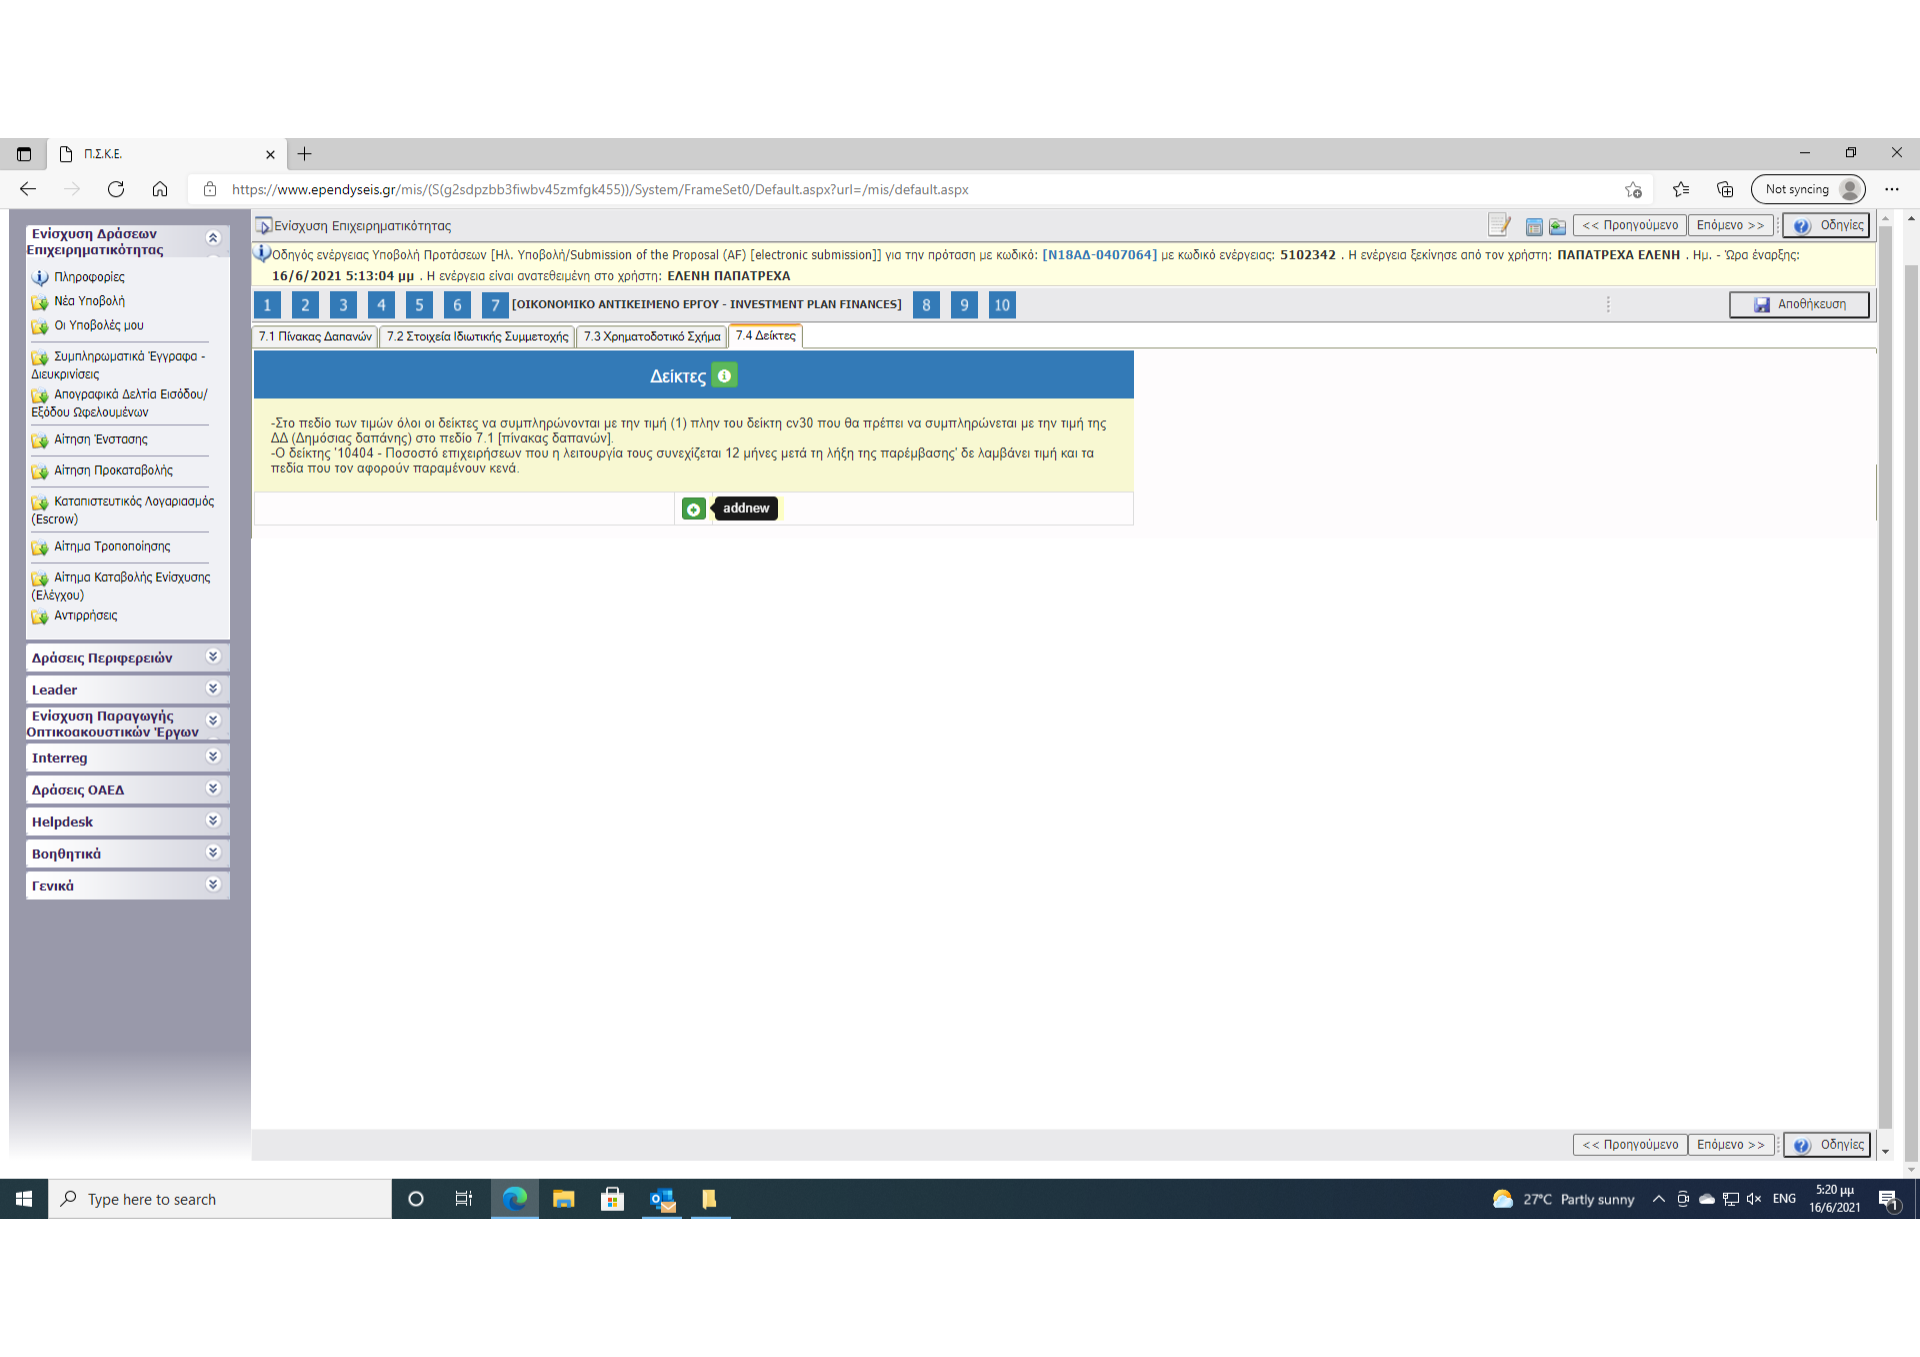 Π.Σ.Κ.Ε.
https://www.ependyseis.gr/mis/(S(g2sdpzbb3fiwbv45zmfgk455))/System/FrameSet0/Default.aspx?url=/mis/default.aspx
Not syncing
Ενίσχυση Δράσεων
Επιχειρηματικότητας
Πληροφορίες
Νέα Υποβολή
Οι Υποβολές μου
Συμπληρωματικά Έγγραφα -
Διευκρινίσεις
Απογραφικά Δελτία Εισόδου/
Εξόδου Ωφελουμένων
Αίτηση Ένστασης
Αίτηση Προκαταβολής
Καταπιστευτικός Λογαριασμός
(Escrow)
Αίτημα Τροποποίησης
Αίτημα Καταβολής Ενίσχυσης
(Ελέγχου)
Αντιρρήσεις
Δράσεις Περιφερειών
Leader
Ενίσχυση Παραγωγής
Οπτικοακουστικών Έργων
Interreg
Δράσεις ΟΑΕΔ
Helpdesk
Βοηθητικά
Γενικά
Ενίσχυση Επιχειρηματικότητας
<< Προηγούμενο Επόμενο >> Οδηγίες
Οδηγός ενέργειας Υποβολή Προτάσεων [Ηλ. Υποβολή/Submission of the Proposal (AF) [electronic submission]] για την πρόταση με κωδικό: [Ν18ΑΔ-0407064] με κωδικό ενέργειας: 5102342 . Η ενέργεια ξεκίνησε από τον χρήστη: ΠΑΠΑΤΡΕΧΑ ΕΛΕΝΗ . Ημ. - Ώρα έναρξης:
16/6/2021 5:13:04 μμ . Η ενέργεια είναι ανατεθειμένη στο χρήστη: ΕΛΕΝΗ ΠΑΠΑΤΡΕΧΑ
1 2 3 4 5 6 7 [ΟΙΚΟΝΟΜΙΚΟ ΑΝΤΙΚΕΙΜΕΝΟ ΕΡΓΟΥ - INVESTMENT PLAN FINANCES] 8 9 10 Αποθήκευση
7.1 Πίνακας Δαπανών 7.2 Στοιχεία Ιδιωτικής Συμμετοχής 7.3 Χρηματοδοτικό Σχήμα 7.4 Δείκτες
Δείκτες
-Στο πεδίο των τιμών όλοι οι δείκτες να συμπληρώνονται με την τιμή (1) πλην του δείκτη cv30 που θα πρέπει να συμπληρώνεται με την τιμή της
ΔΔ (Δημόσιας δαπάνης) στο πεδίο 7.1 [πίνακας δαπανών].
-Ο δείκτης '10404 - Ποσοστό επιχειρήσεων που η λειτουργία τους συνεχίζεται 12 μήνες μετά τη λήξη της παρέμβασης' δε λαμβάνει τιμή και τα
πεδία που τον αφορούν παραμένουν κενά.
addnew
<< Προηγούμενο Επόμενο >> Οδηγίες
Type here to search
27°C Partly sunny
ENG
5:20 μμ
16/6/2021
1